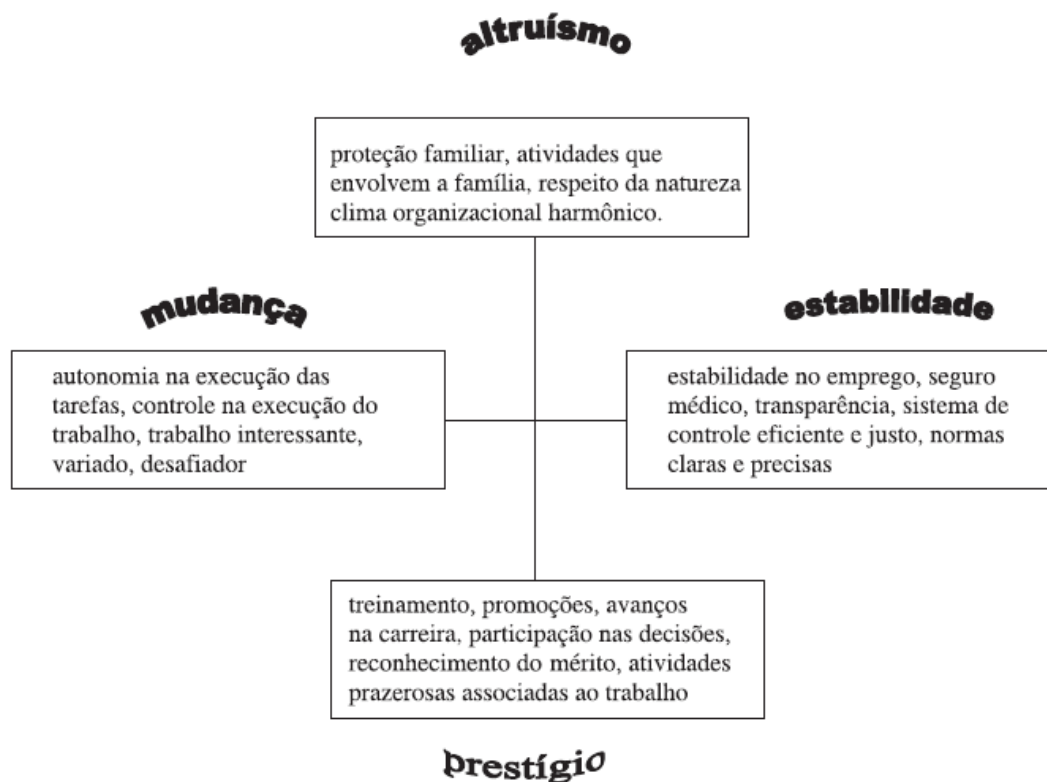 altruísmo
proteção familiar, atividades que
envolvem a família, respeito da natureza
clima organizacional harmônico.
mudança
autonomia na execução das
tarefas, controle na execução do
trabalho, trabalho interessante,
variado, desafiador
estabilidade
estabilidade no emprego, seguro
médico, transparência, sistema de
controle eficiente e justo, normas
claras e precisas
treinamento, promoções, avanços
na carreira, participação nas decisões,
reconhecimento do mérito, atividades
prazerosas associadas ao trabalho
prestígio